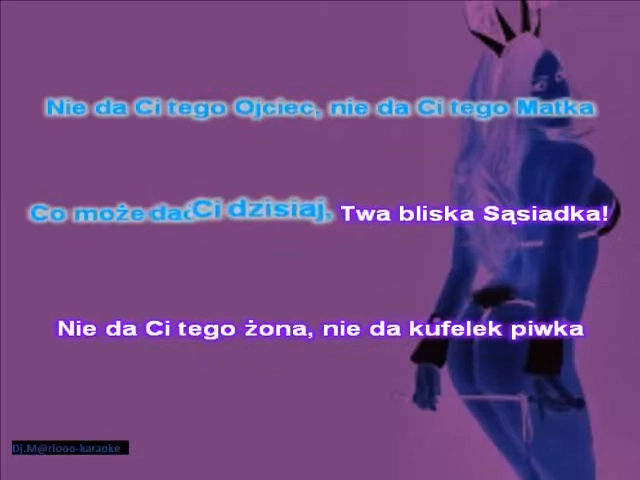 Nie da Ci tego Ojciec, nie da Ci tego Matka
Co może dać Ci dzisiaj, Twa bliska Sąsiadka!
Nie da Ci tego żona, nie da kufelek piwka
Dj.M@riooo-karaoke